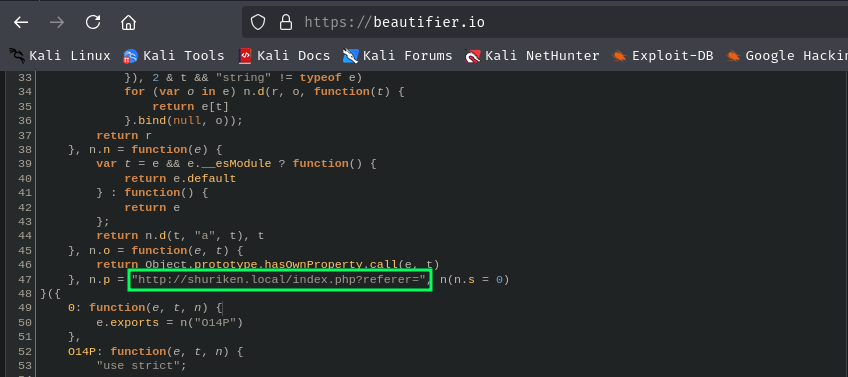 https://beautifier.io
Kali Linux Kali Tools Kali Docs Kali Forums Kali NetHunter Exploit-DB Google Hackin
33 }), 2 & t && "string" != typeof e)
34 for (var o in e) n.d(r, o, function(t) {
35 return e[t]
36 }.bind(null, o));
37 return r
38 }, n.n = function(e) {
39 var t = e && e.__esModule ? function() {
40 return e.default
41 } : function() {
42 return e
43 };
44 return n.d(t, "a", t), t
45 }, n.o = function(e, t) {
46 return Object.prototype.hasOwnProperty.call(e, t)
47 }, n.p = "http://shuriken.local/index.php?referer=", n(n.s = 0)
48 }({
49 0: function(e, t, n) {
50 e.exports = n("O14P")
51 },
52 O14P: function(e, t, n) {
53 "use strict";